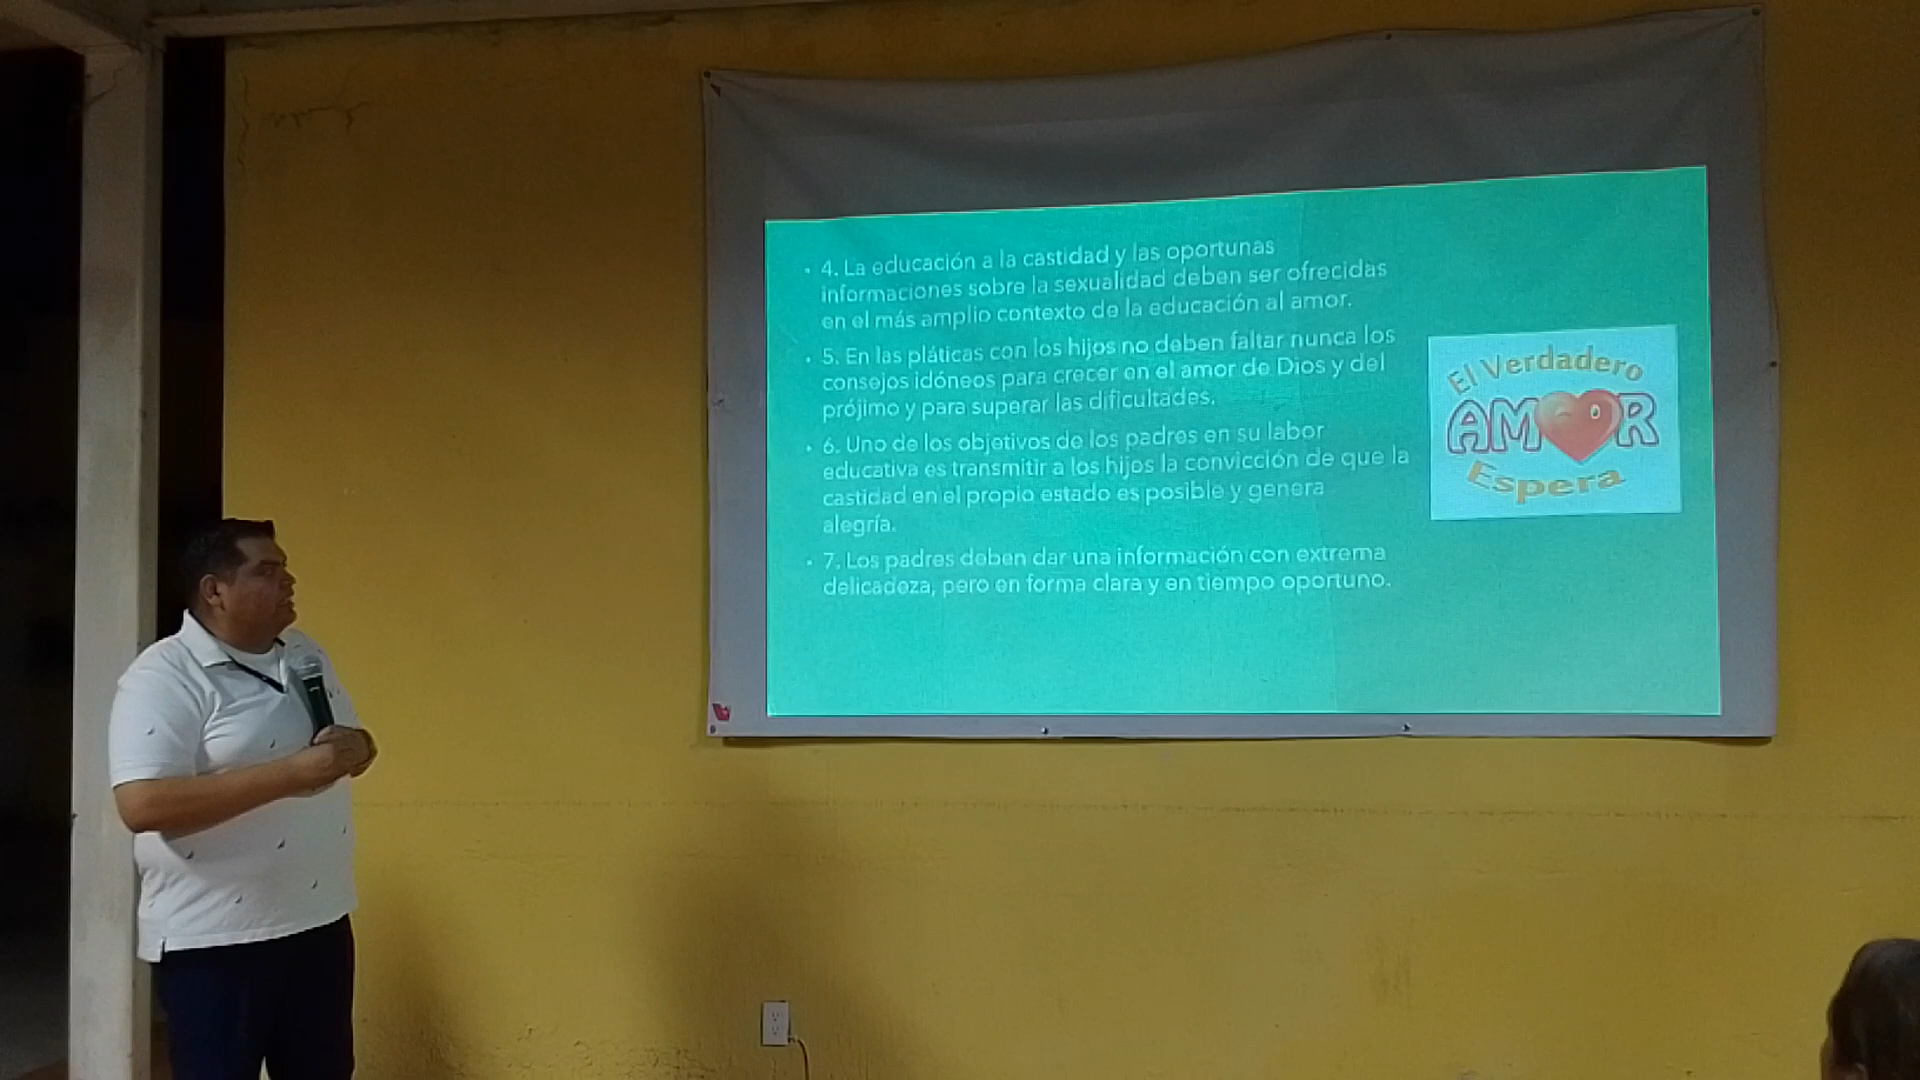 • 4. La educación a la castidad y las oportunas
informaciones sobre la sexualidad deben ser ofrecidas
en el más amplio contexto de la educación al amor.
• 5. En las pláticas con los hijos no deben faltar nunca los
consejos idóneos para crecer en el amor de Dios y del
prójimo y para superar las dificultades.
• 6. Uno de los objetivos de los padres en su labor
educativa es transmitir a los hijos la convicción de que la
castidad en el propio estado es posible y genera
alegría.
• 7. Los padres deben dar una información con extrema
delicadeza, pero en forma clara y en tiempo oportuno.
El Verdadero
AMOR
Espera